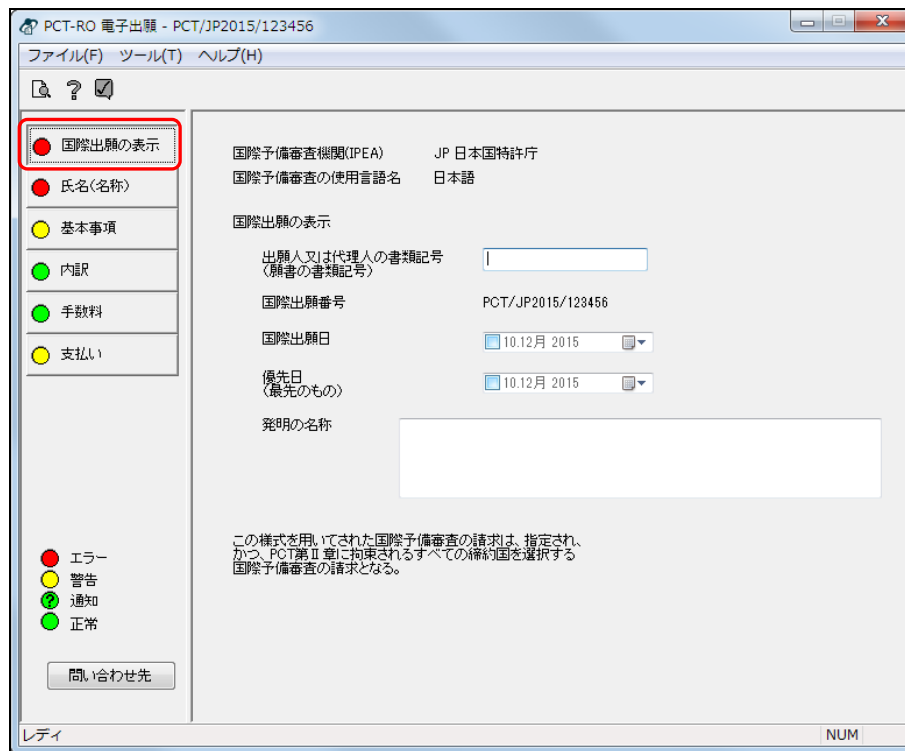 PCT-RO 電子出願 - PCT/JP2015/123456
ファイル(F) ツール(T) ヘルプ(H)
国際出願の表示
氏名(名称)
基本事項
内訳
手数料
支払い
エラー
警告
通知
正常
問い合わせ先
国際予備審査機関(IPEA) JP 日本国特許庁
国際予備審査の使用言語名 日本語
国際出願の表示
出願人又は代理人の書類記号
(願書の書類記号)
国際出願番号 PCT/JP2015/123456
国際出願日 10.12月 2015
優先日
(最先のもの) 10.12月 2015
発明の名称
この様式を用いてされた国際予備審査の請求は、指定され、
かつ、PCT第Ⅱ章に拘束されるすべての締約国を選択する
国際予備審査の請求となる。
レディ NUM